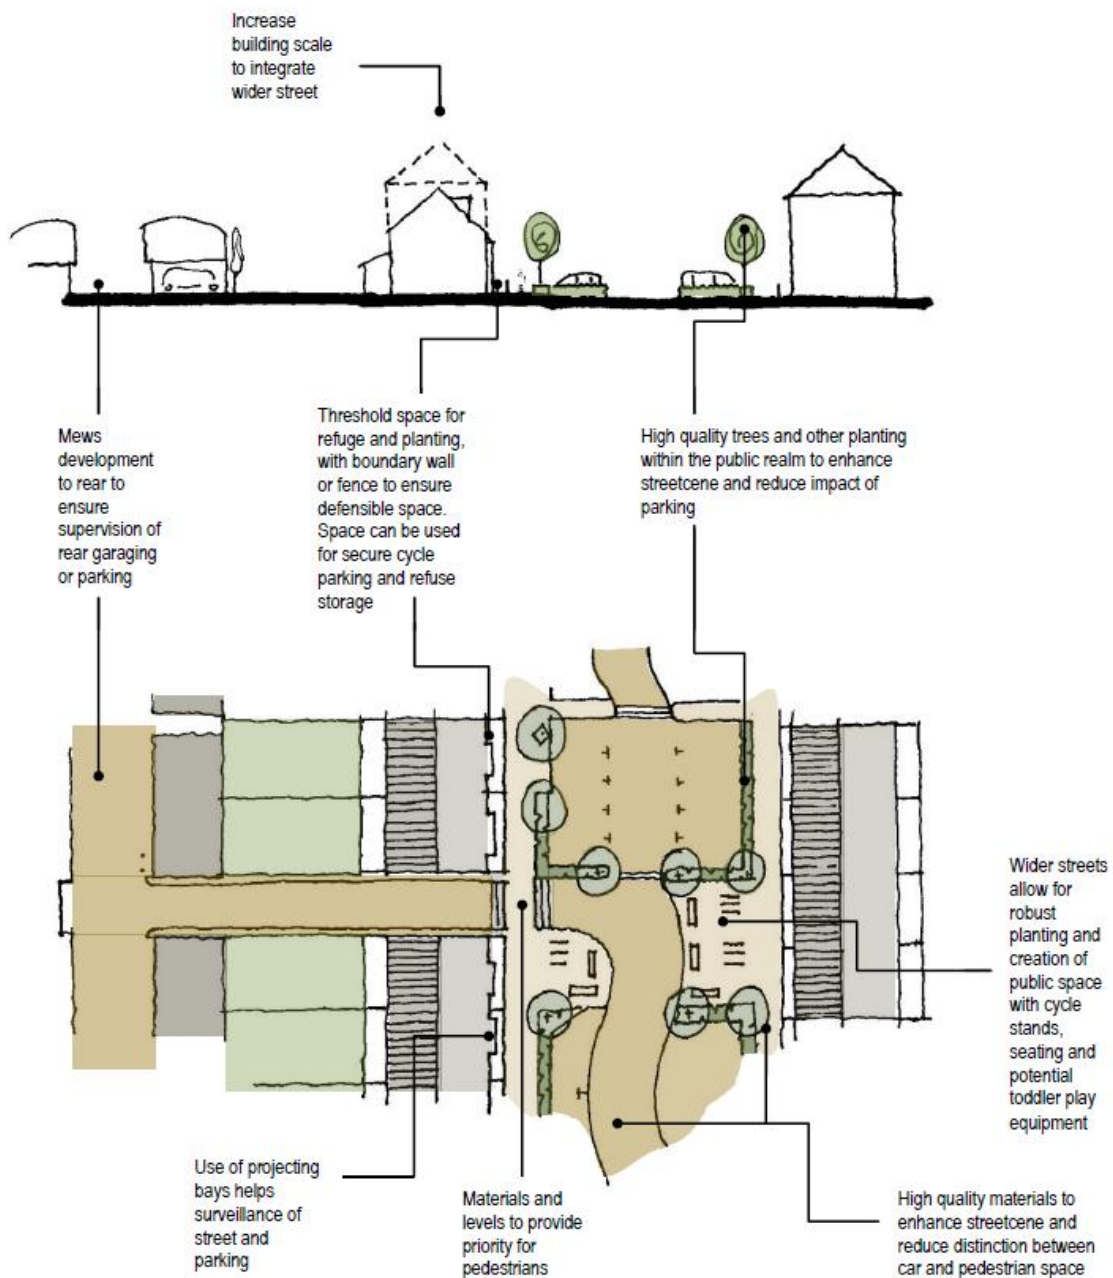 Increase
building scale
to integrate
wider street
Mews
development
to rear to
ensure
supervision of
rear garaging
or parking
Threshold space for
refuge and planting,
with boundary wall
or fence to ensure
defensible space.
Space can be used
for secure cycle
parking and refuse
storage
High quality trees and other planting
within the public realm to enhance
streetcene and reduce impact of
parking
Wider streets
allow for
robust
planting and
creation of
public space
with cycle
stands,
seating and
potential
toddler play
equipment
Use of projecting
bays helps
surveillance of
street and
parking
Materials and
levels to provide
priority for
pedestrians
High quality materials to
enhance streetcene and
reduce distinction between
car and pedestrian space